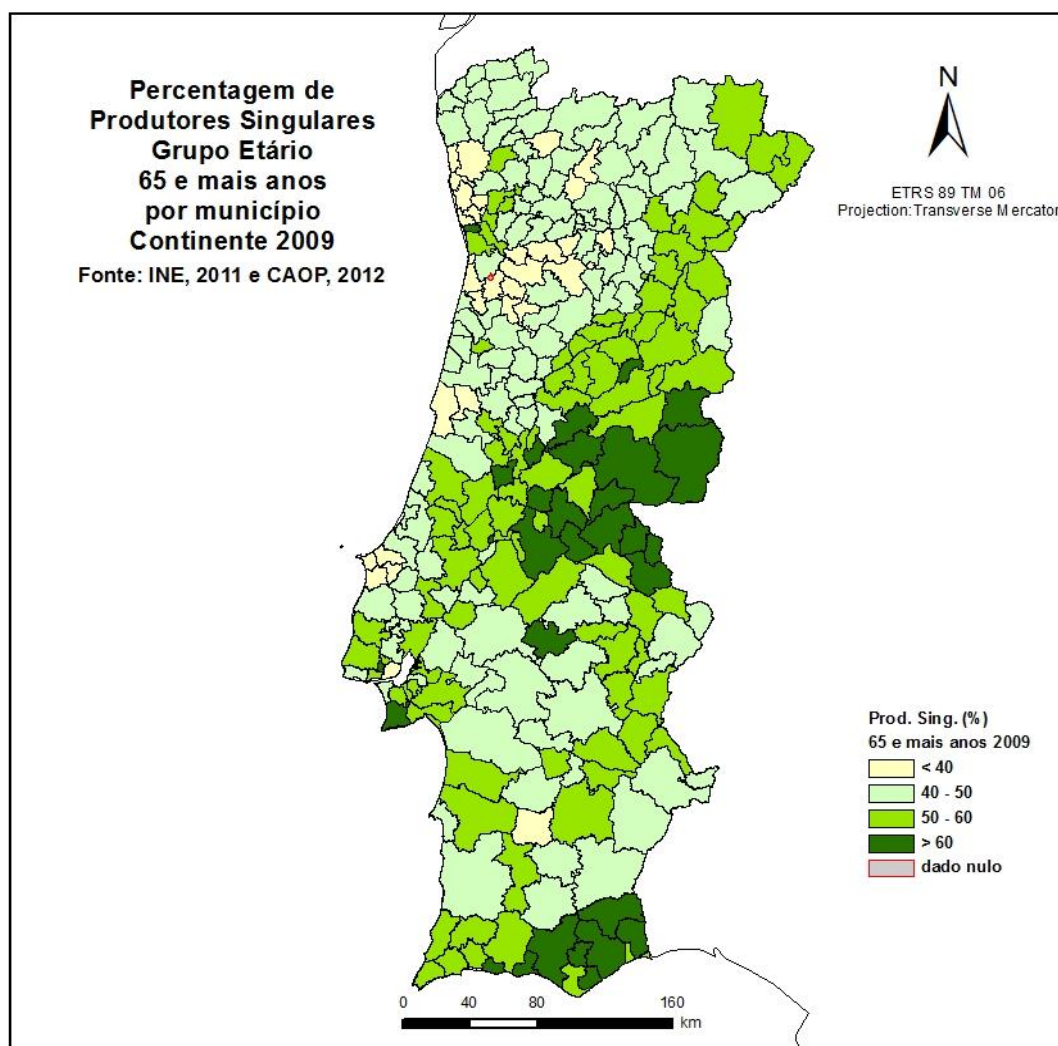 Percentagem de
Produtores Singulares
Grupo Etário
65 e mais anos
por município
Continente 2009
Fonte: INE, 2011 e CAOP, 2012
N
ETRS 89 TM 06
Projection: Transverse Mercator
Prod. Sing. (%)
65 e mais anos 2009
< 40
40 - 50
50 - 60
> 60
dado nulo
0 40 80 160
km